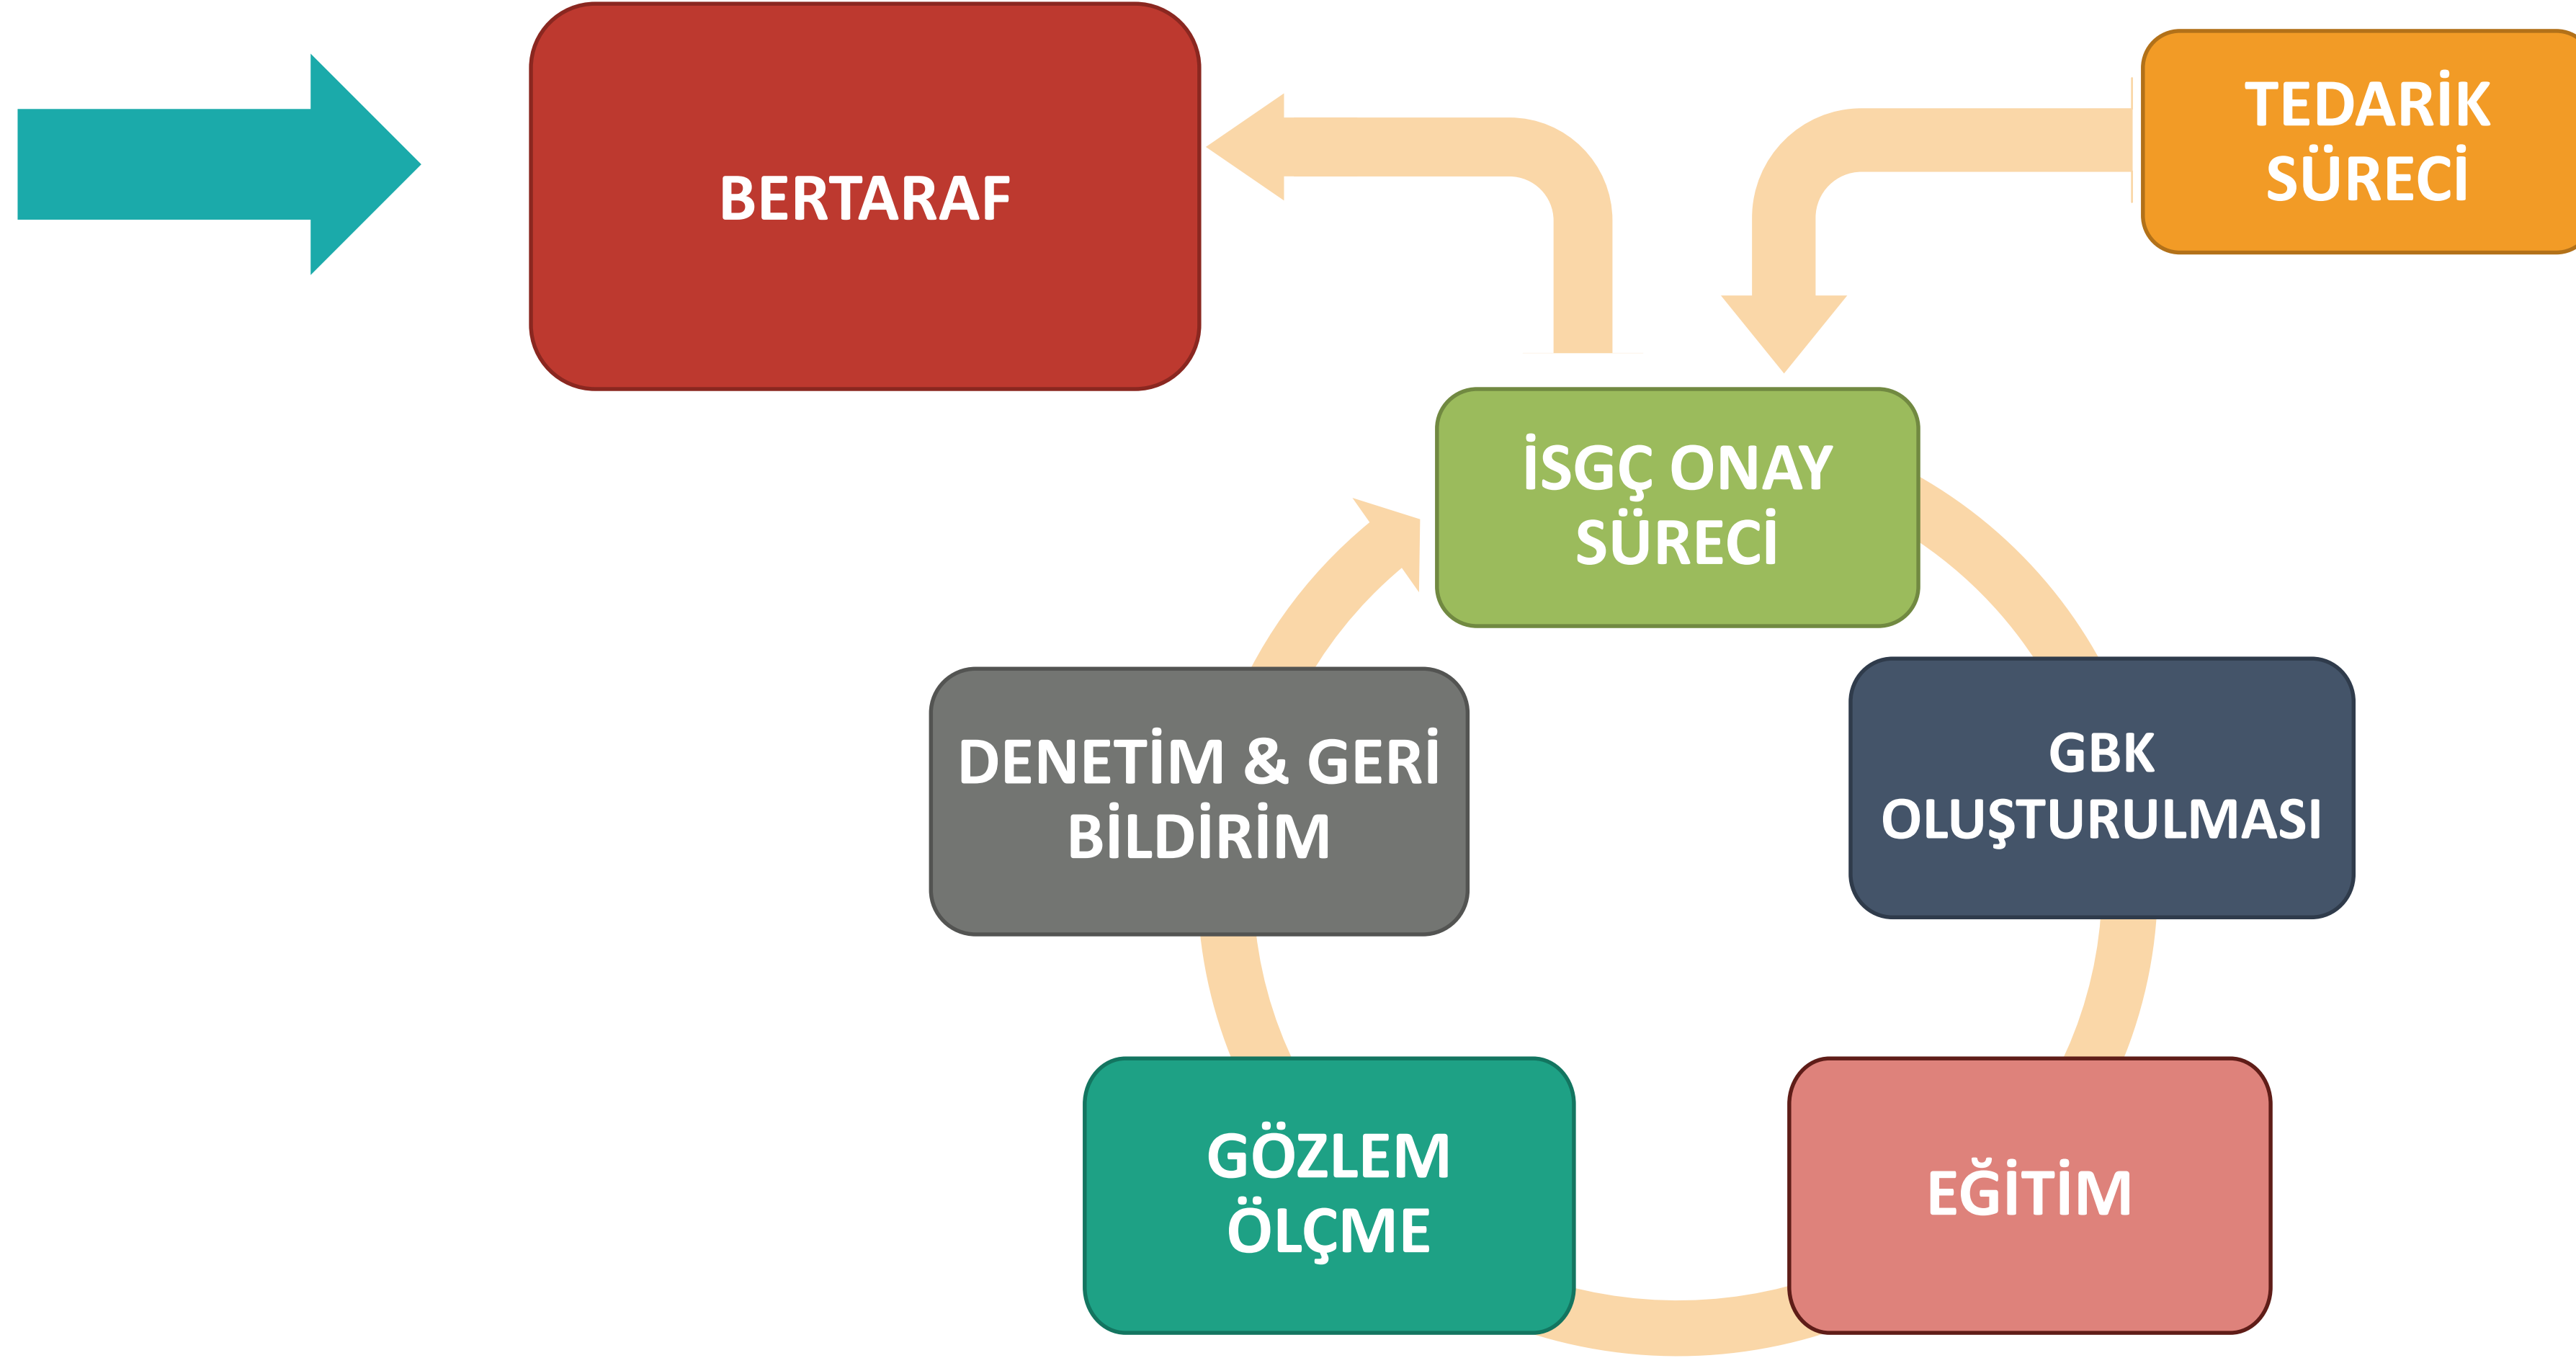 BERTARAF
TEDARİK
SÜRECİ
İSGÇ ONAY
SÜRECİ
DENETİM & GERİ
BİLDİRİM
GBK
OLUŞTURULMASI
GÖZLEM
ÖLÇME
EĞİTİM